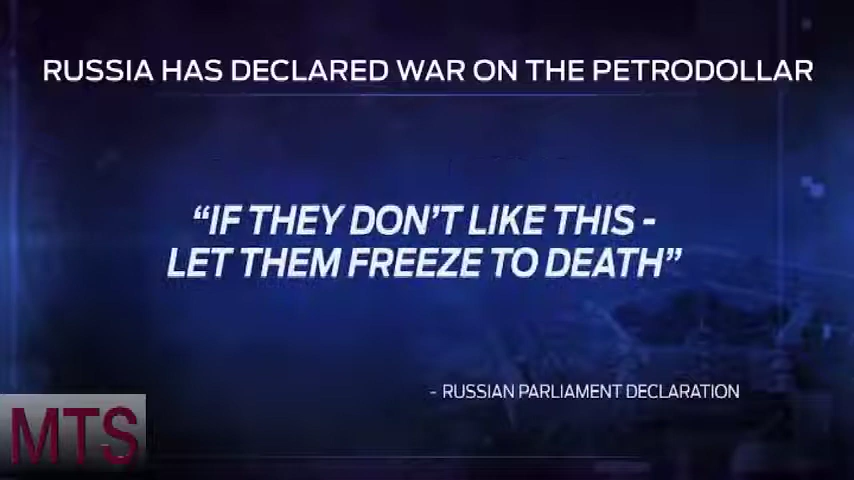 RUSSIA HAS DECLARED WAR ON THE PETRODOLLAR
“IF THEY DON’T LIKE THIS -
LET THEM FREEZE TO DEATH”
- RUSSIAN PARLIAMENT DECLARATION
MTS